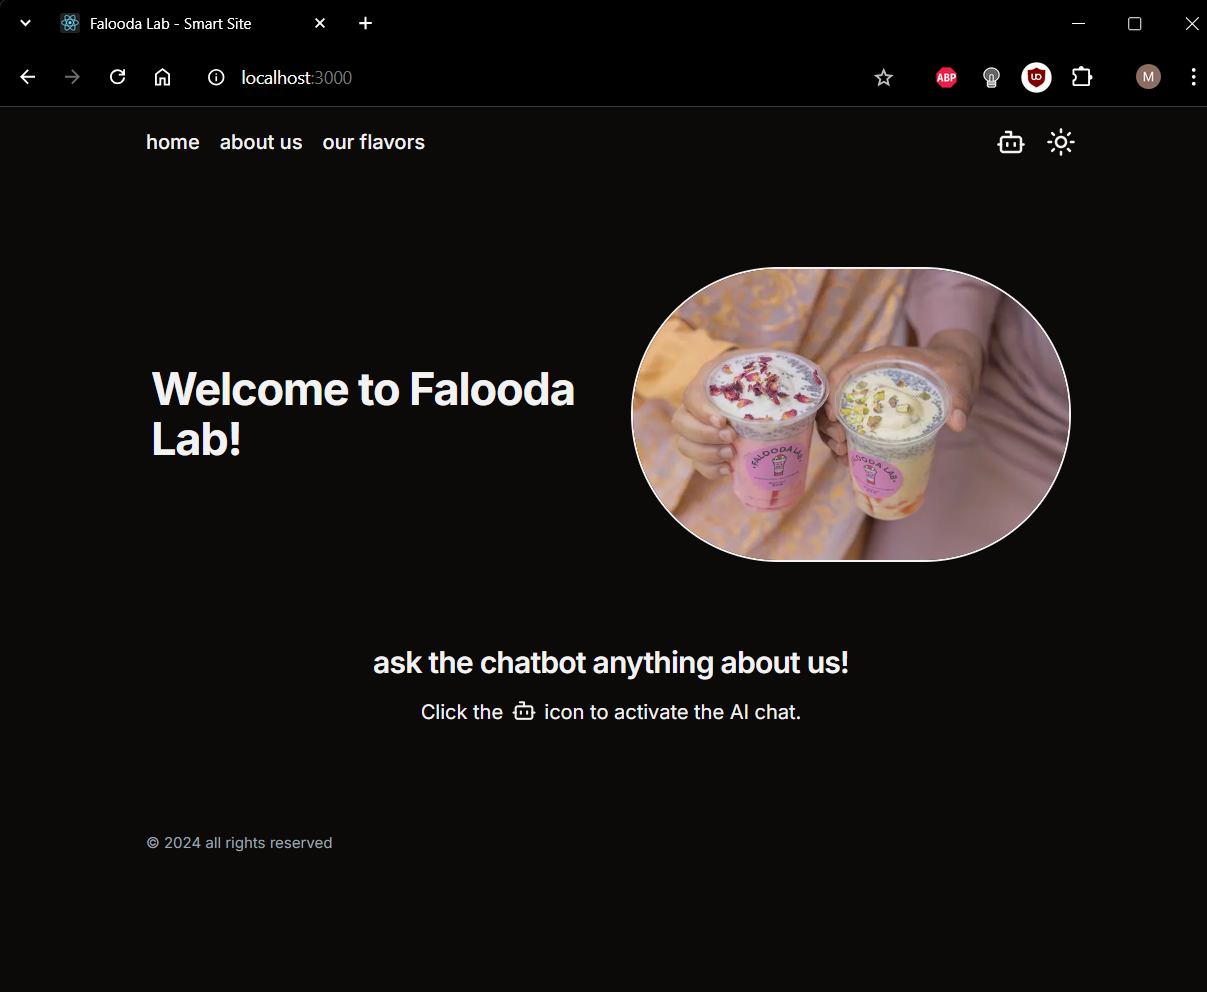 Falooda Lab - Smart Site
localhost:3000
ABP
M
home about us our flavors
Welcome to Falooda
Lab!
FALOODA LAB
FALOODA LAB
ask the chatbot anything about us!
Click the icon to activate the AI chat.
© 2024 all rights reserved